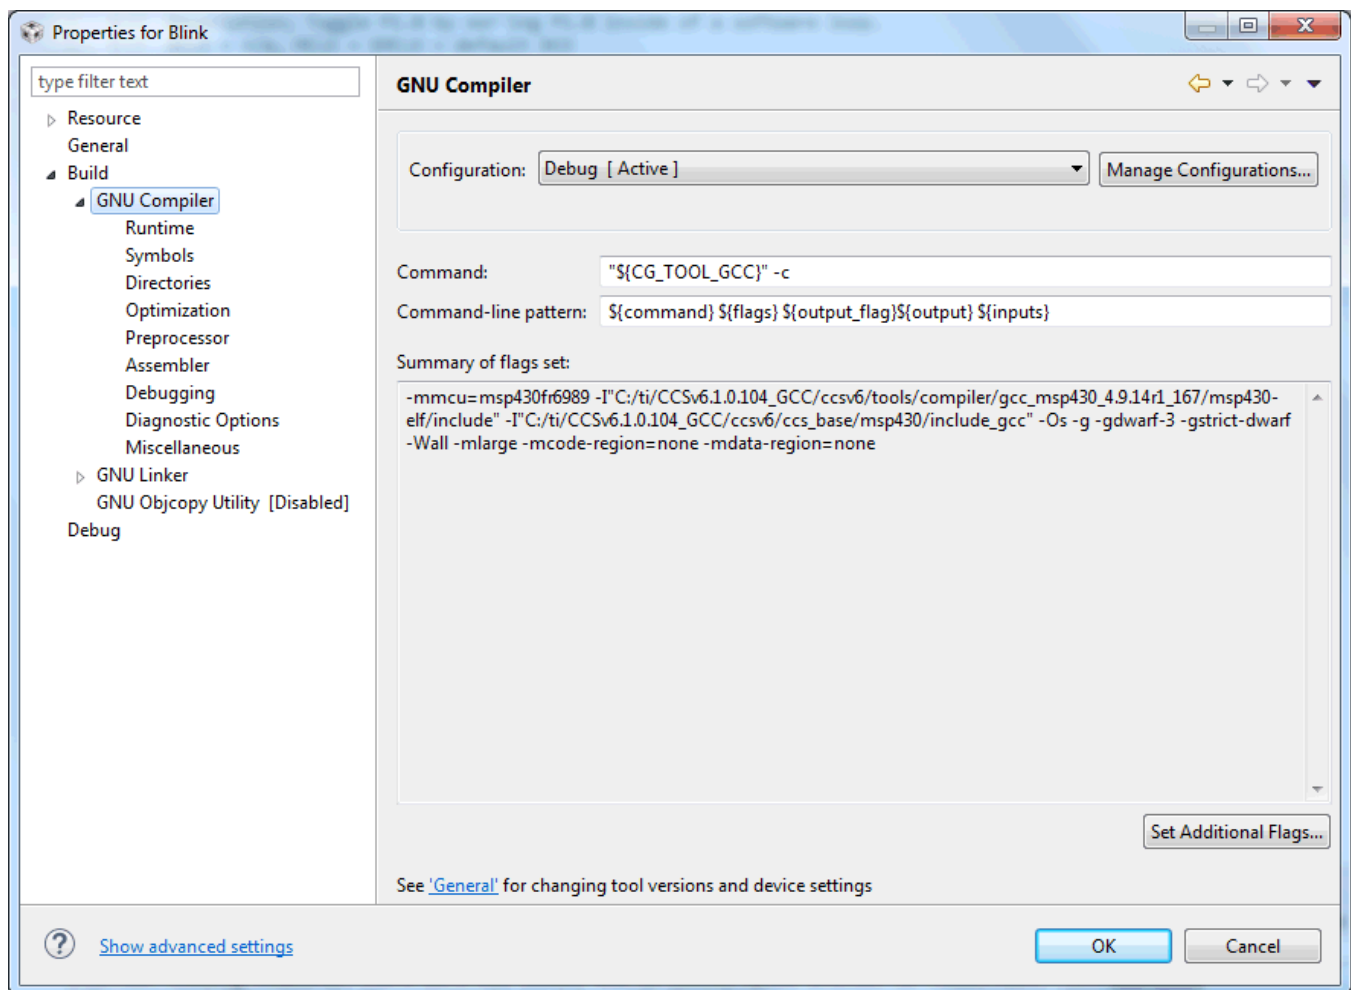 Properties for Blink
type filter text
Resource
General
Build
GNU Compiler
Runtime
Symbols
Directories
Optimization
Preprocessor
Assembler
Debugging
Diagnostic Options
Miscellaneous
GNU Linker
GNU Objcopy Utility [Disabled]
Debug
GNU Compiler
Configuration: Debug [ Active ] Manage Configurations...
Command: "${CG_TOOL_GCC}" -c
Command-line pattern: ${command} ${flags} ${output_flag}${output} ${inputs}
Summary of flags set:
-mmcu=msp430fr6989 -I"C:/ti/CCSv6.1.0.104_GCC/ccsv6/tools/compiler/gcc_msp430_4.9.14r1_167/msp430-
elf/include" -I"C:/ti/CCSv6.1.0.104_GCC/ccsv6/ccs_base/msp430/include_gcc" -Os -g -gdwarf-3 -gstrict-dwarf
-Wall -mlarge -mcode-region=none -mdata-region=none
Set Additional Flags...
See 'General' for changing tool versions and device settings
Show advanced settings
OK
Cancel